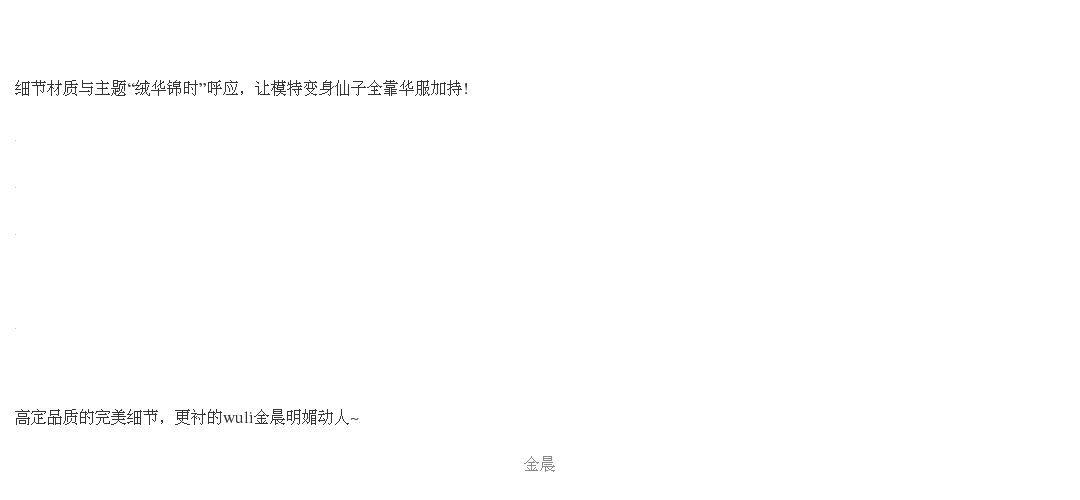 细节材质与主题“绒华锦时”呼应，让模特变身仙子全靠华服加持!
高定品质的完美细节，更衬的wuli金晨明媚动人~
金晨